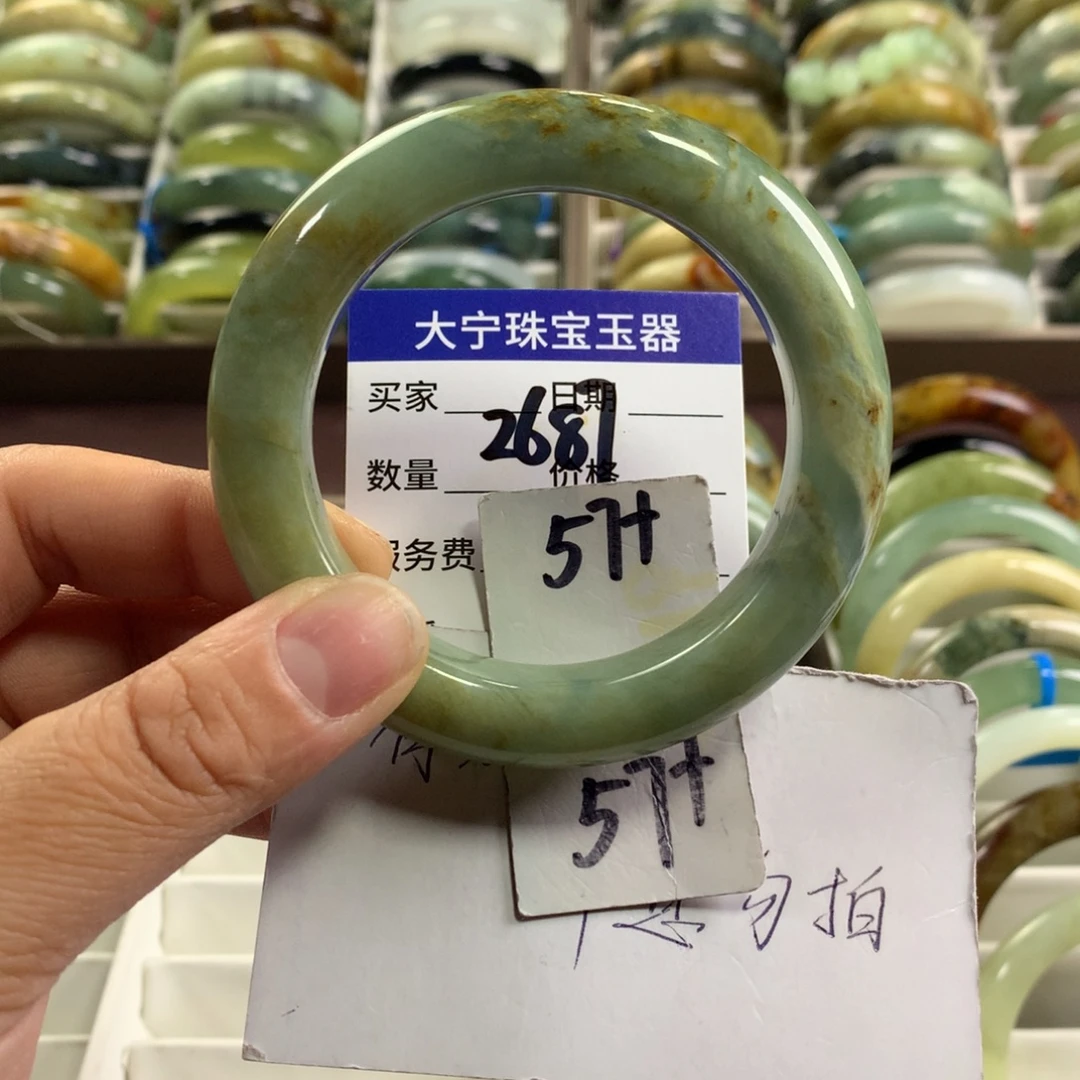 大宁珠宝玉器
买家 日期
2681
数量 价格
57+
服务费
57+
勿拍